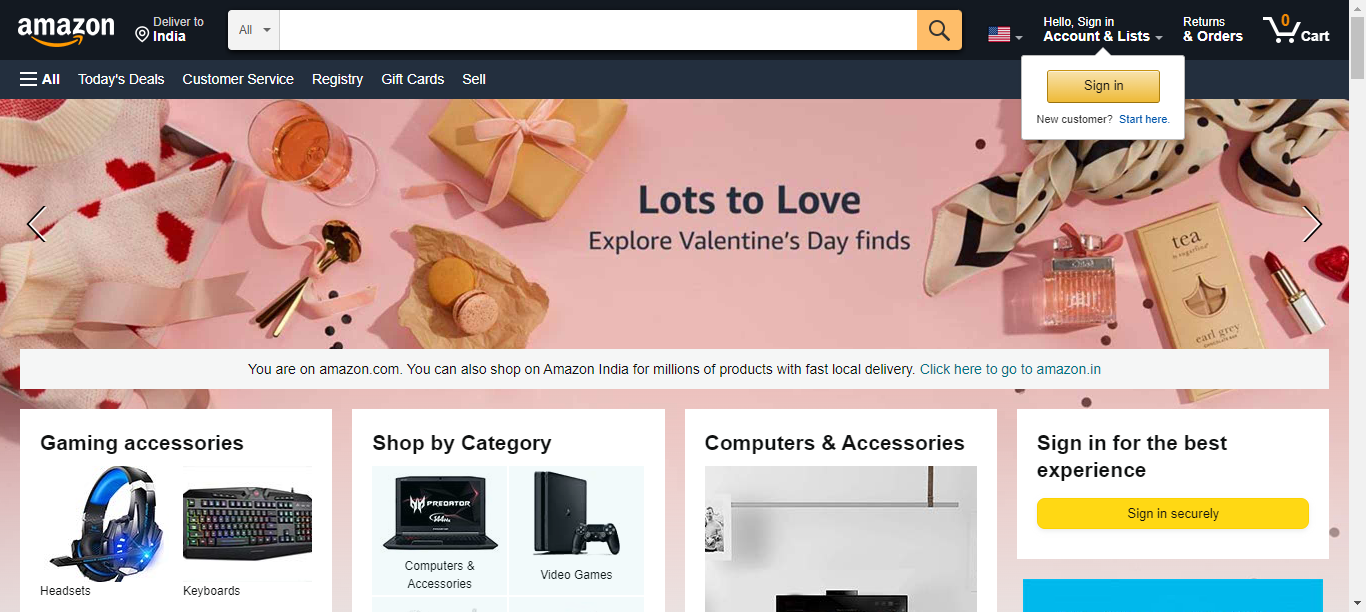 amazon
Deliver to
India
All
Hello, Sign in
Account & Lists
Returns
& Orders
0
Cart
All
Today's Deals
Customer Service
Registry
Gift Cards
Sell
Sign in
New customer? Start here.
Lots to Love
Explore Valentine's Day finds
tea
earl grey
You are on amazon.com. You can also shop on Amazon India for millions of products with fast local delivery. Click here to go to amazon.in
Gaming accessories
Headsets
Keyboards
Shop by Category
PREDATOR
Computers &
Accessories
Video Games
Computers & Accessories
Sign in for the best
experience
Sign in securely